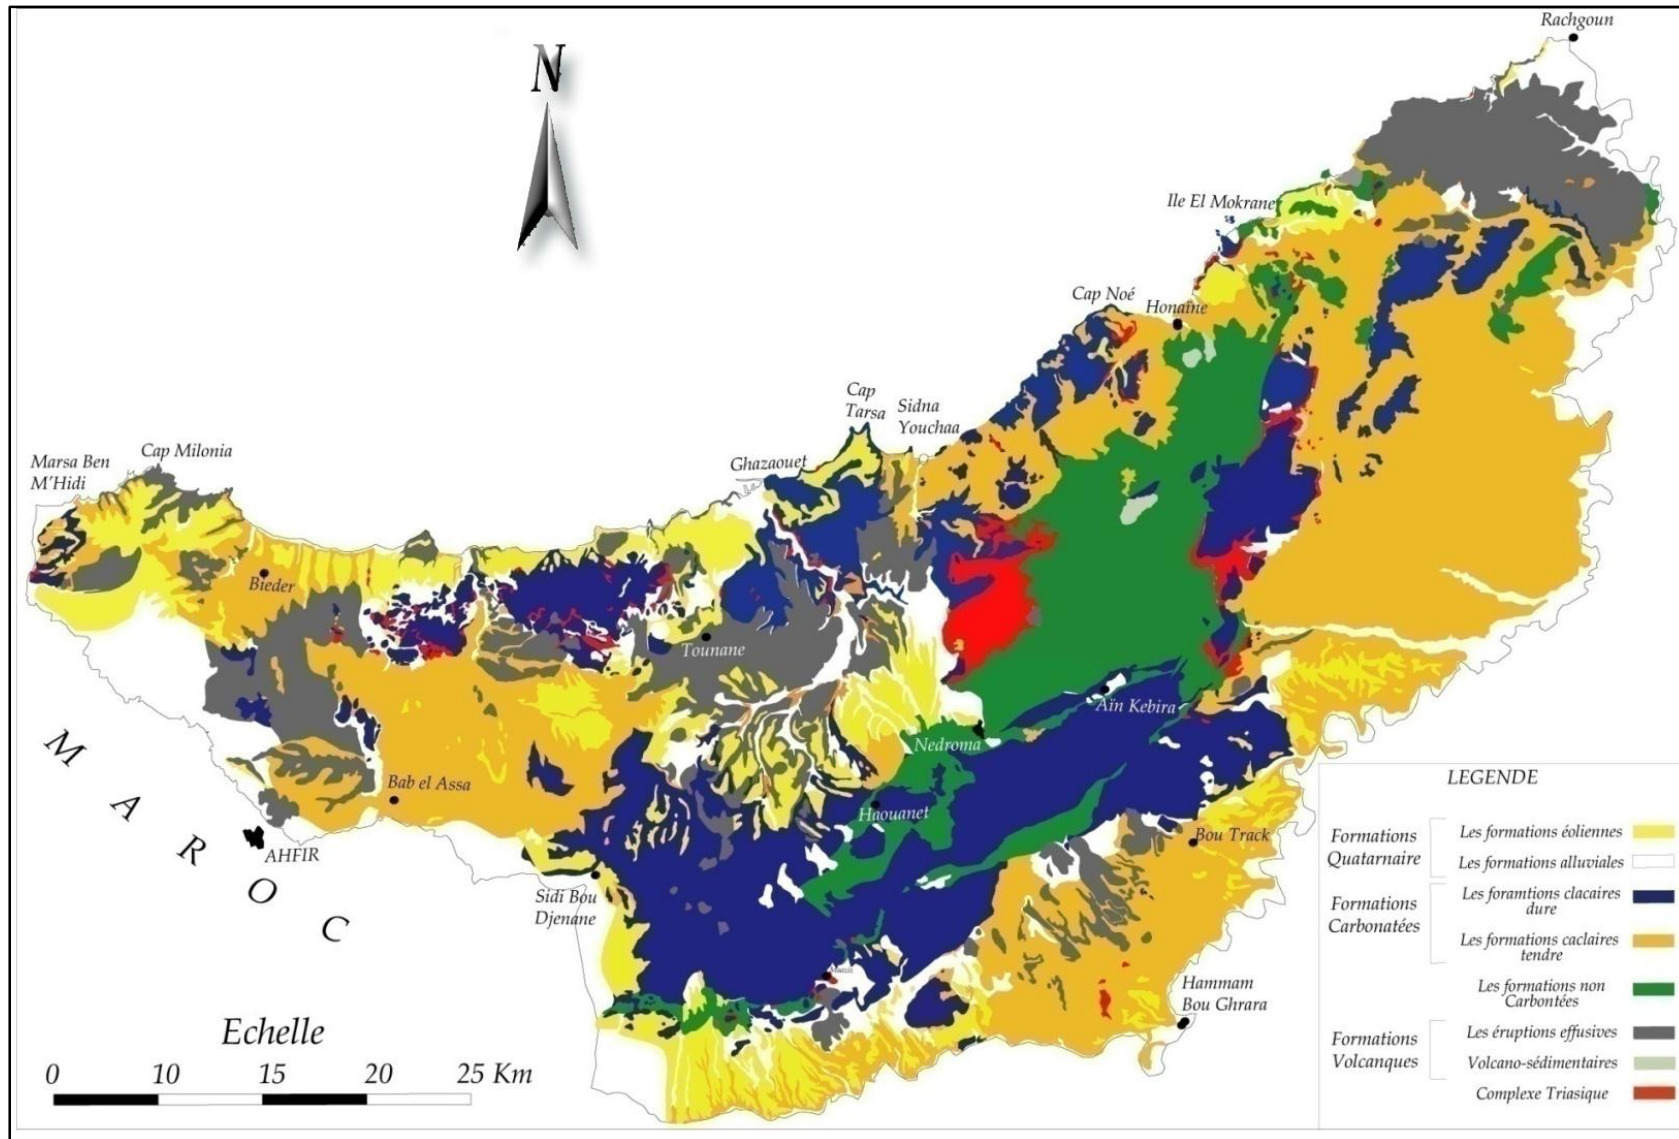 Rachgoun
N
Ile El Mokrane
Cap Noé
Honaine
Cap
Tarsa
Sidna
Youchaa
Marsa Ben
M'Hidi
Cap Milonia
Ghazaouet
Bieder
Tounane
Ain Kebira
Nedroma
Bab el Assa
Haouanet
Bou Track
AHFIR
M A R O C
Sidi Bou
Djenane
Hammam
Bou Ghrara
Echelle
0 10 15 20 25 Km
LEGENDE
Formations
Quatarnaire
Les formations éoliennes
Les formations alluviales
Formations
Carbonatées
Les foramtions clacaires
dure
Les formations caclaires
tendre
Les formations non
Carbontées
Formations
Volcanques
Les éruptions effusives
Volcano-sédimentaires
Complexe Triasique